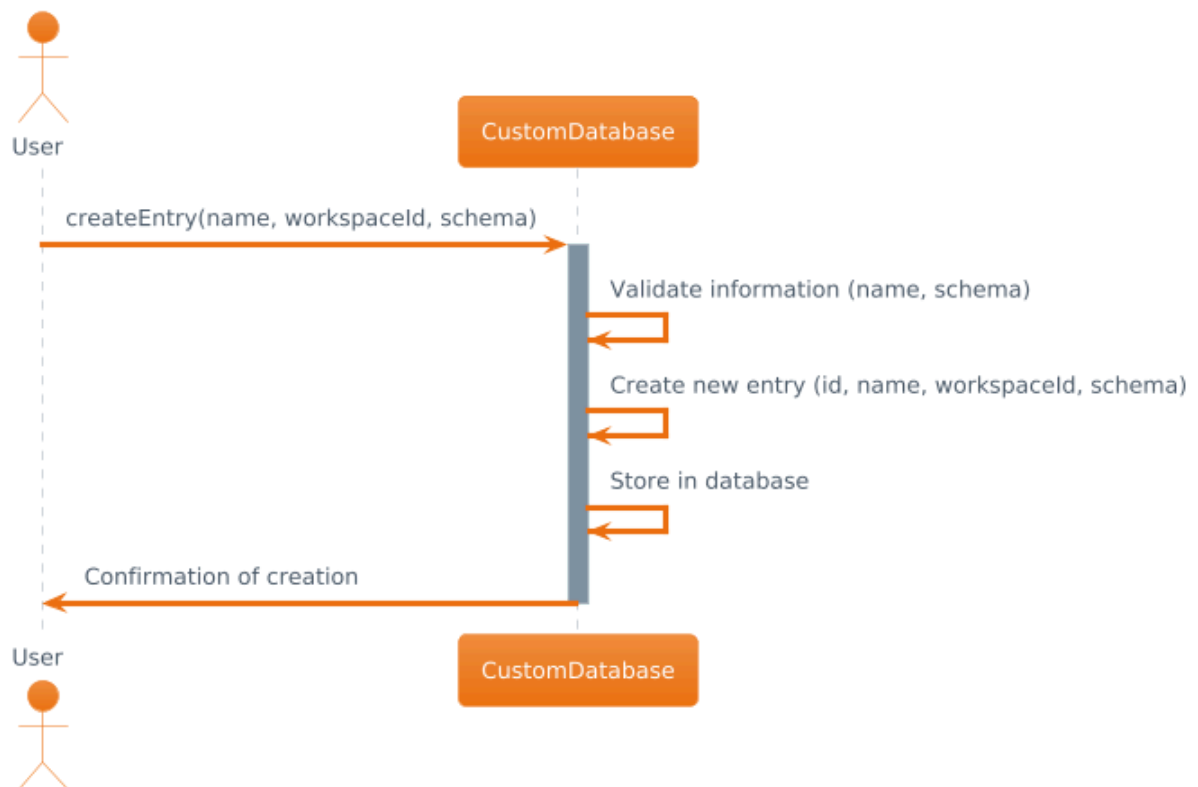 User
CustomDatabase
createEntry(name, workspaceId, schema)
Validate information (name, schema)
Create new entry (id, name, workspaceId, schema)
Store in database
Confirmation of creation
User
CustomDatabase